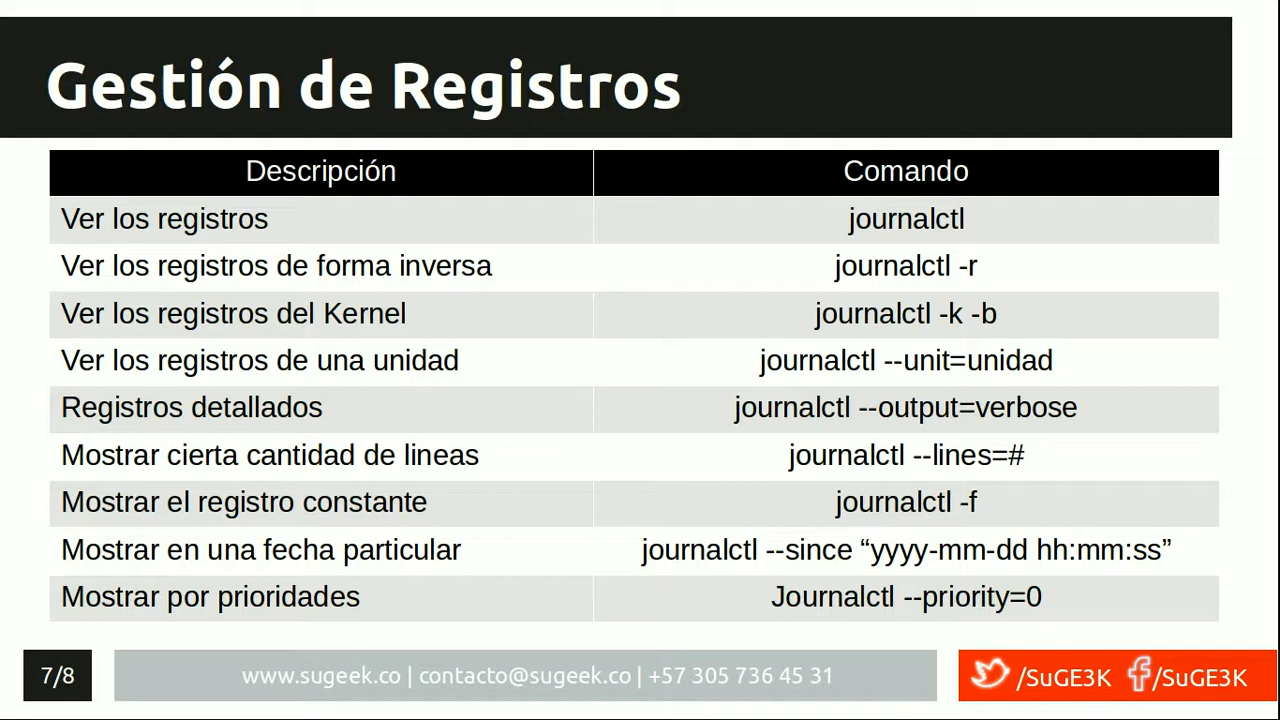 Gestión de Registros
Descripción Comando
Ver los registros journalctl
Ver los registros de forma inversa journalctl -r
Ver los registros del Kernel journalctl -k -b
Ver los registros de una unidad journalctl --unit=unidad
Registros detallados journalctl --output=verbose
Mostrar cierta cantidad de lineas journalctl --lines=#
Mostrar el registro constante journalctl -f
Mostrar en una fecha particular journalctl --since “yyyy-mm-dd hh:mm:ss”
Mostrar por prioridades Journalctl --priority=0
7/8 www.sugeek.co | contacto@sugeek.co | +57 305 736 45 31 /SuGE3K /SuGE3K